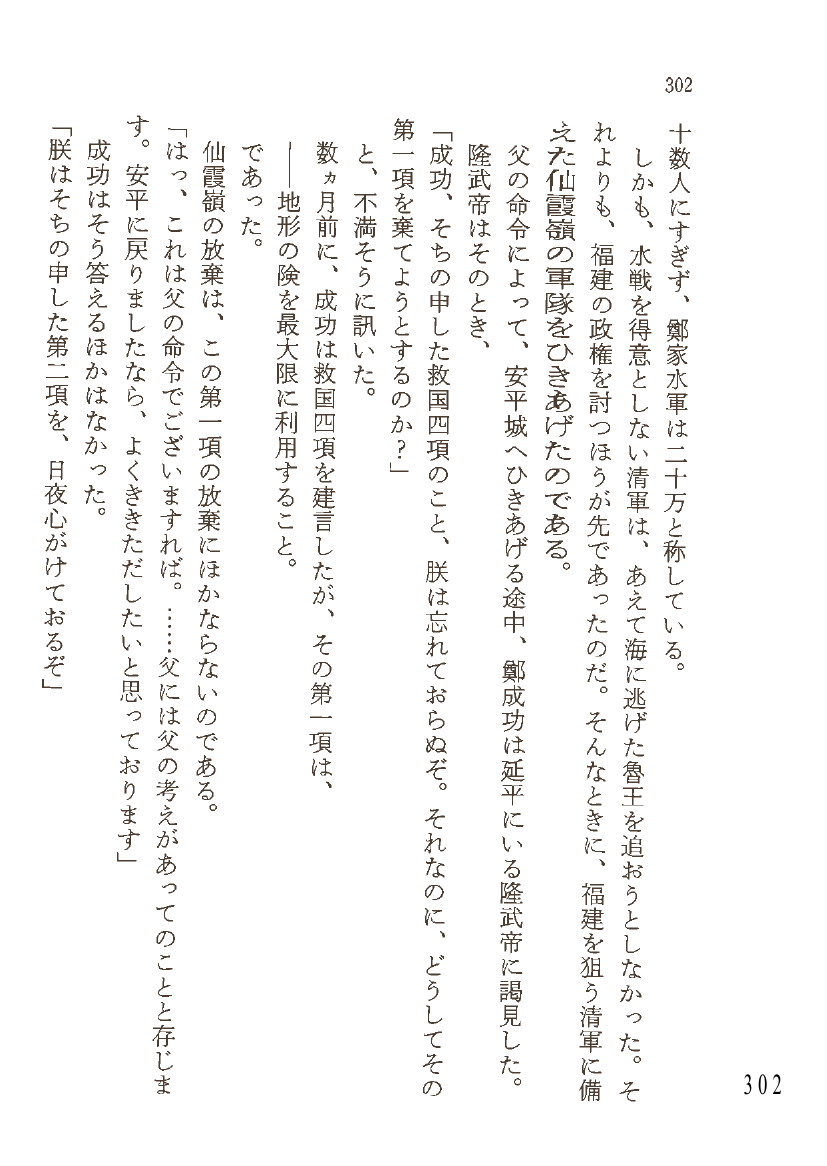 302
十数人にすぎず、鄭家水軍は二十万と称している。
しかも、水戦を得意としない清軍は、あえて海に逃げた魯王を追おうとしなかった。そ
れよりも、福建の政権を討つほうが先であったのだ。そんなときに、福建を狙う清軍に備
えた仙霞嶺の軍隊をひきあげたのである。
父の命令によって、安平城へひきあげる途中、鄭成功は延平にいる隆武帝に謁見した。
隆武帝はそのとき、
「成功、そちの申した救国四項のこと、朕は忘れておらぬぞ。それなのに、どうしてその
第一項を棄てようとするのか？」
と、不満そうに訊いた。
数ヵ月前に、成功は救国四項を建言したが、その第一項は、
――地形の険を最大限に利用すること。
であった。
仙霞嶺の放棄は、この第一項の放棄にほかならないのである。
「はっ、これは父の命令でございますれば。……父には父の考えがあってのことと存じま
す。安平に戻りましたなら、よくききただしたいと思っております」
成功はそう答えるほかはなかった。
「朕はそちの申した第二項を、日夜心がけておるぞ」
302